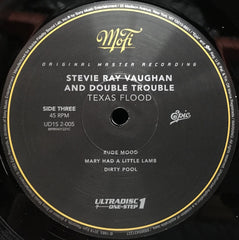 MoFi
ORIGINAL MASTER RECORDING
STEVIE RAY VAUGHAN
AND DOUBLE TROUBLE
TEXAS FLOOD
SIDE THREE
45 RPM
UD1S 2-005
Epic
RUDE MOOD
MARY HAD A LITTLE LAMB
DIRTY POOL
ULTRADISC
ONE-STEP 1